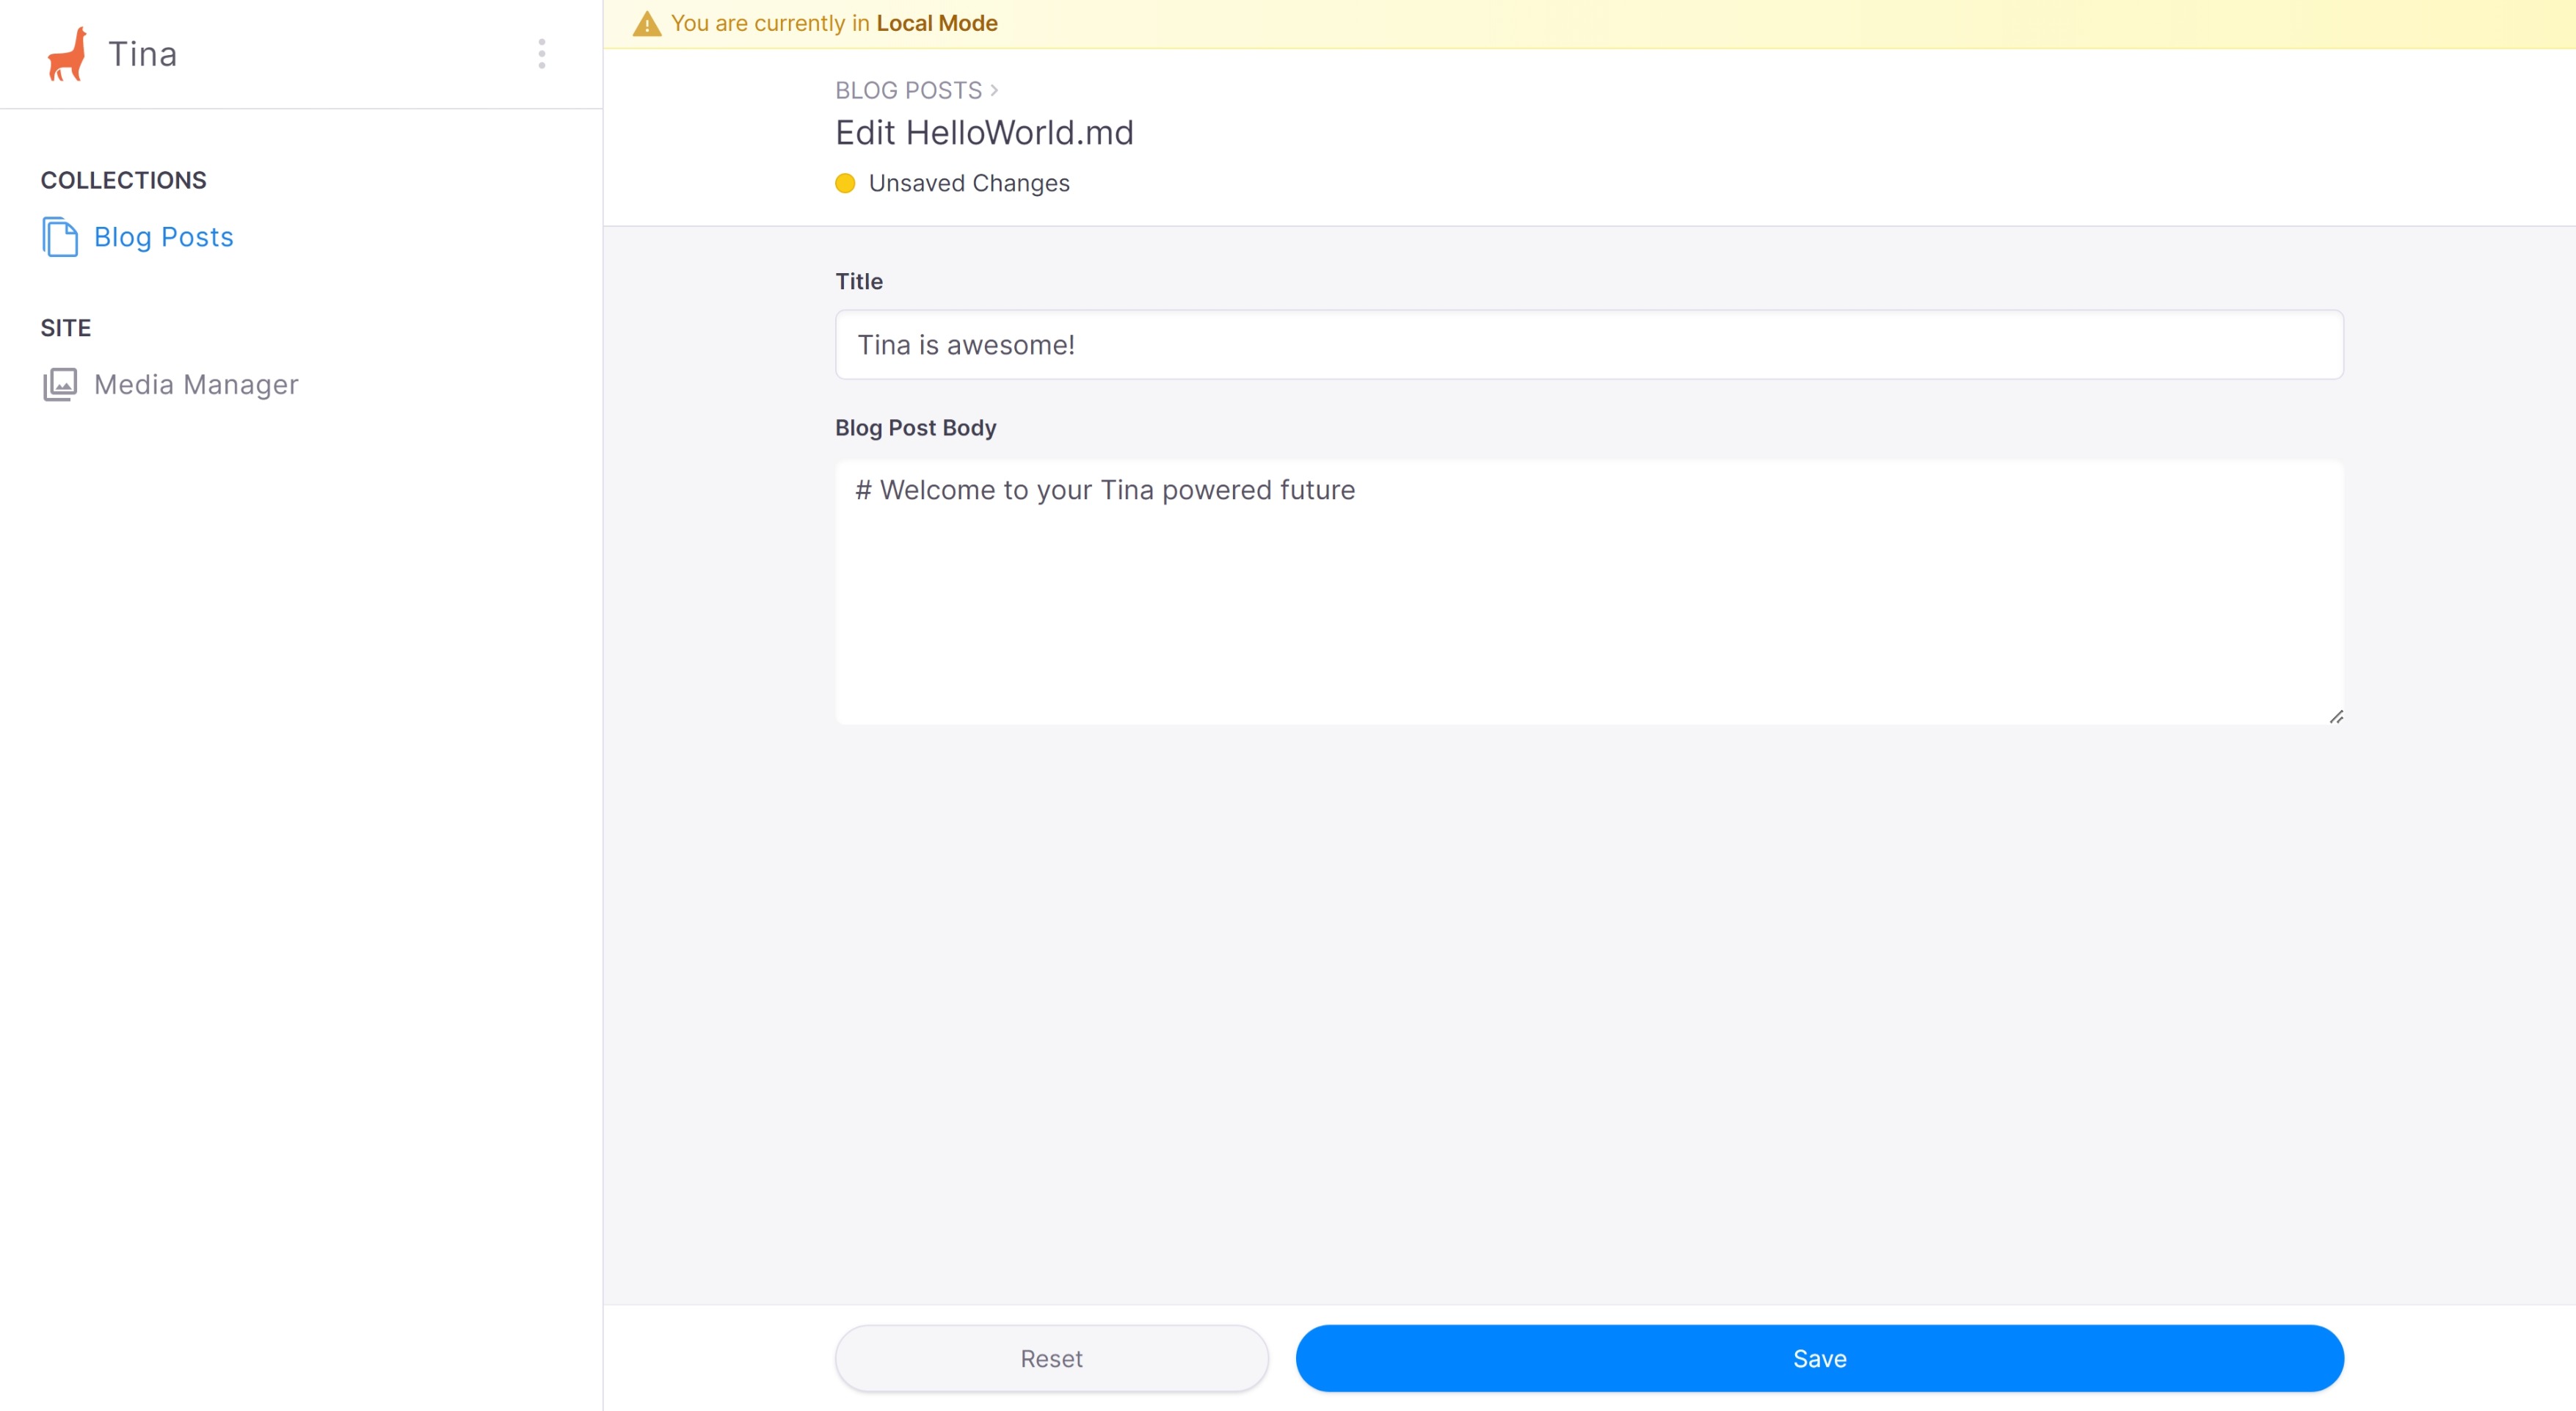 Tina
COLLECTIONS
Blog Posts
SITE
Media Manager
You are currently in Local Mode
BLOG POSTS >
Edit HelloWorld.md
Unsaved Changes
Title
Tina is awesome!
Blog Post Body
# Welcome to your Tina powered future
Reset
Save